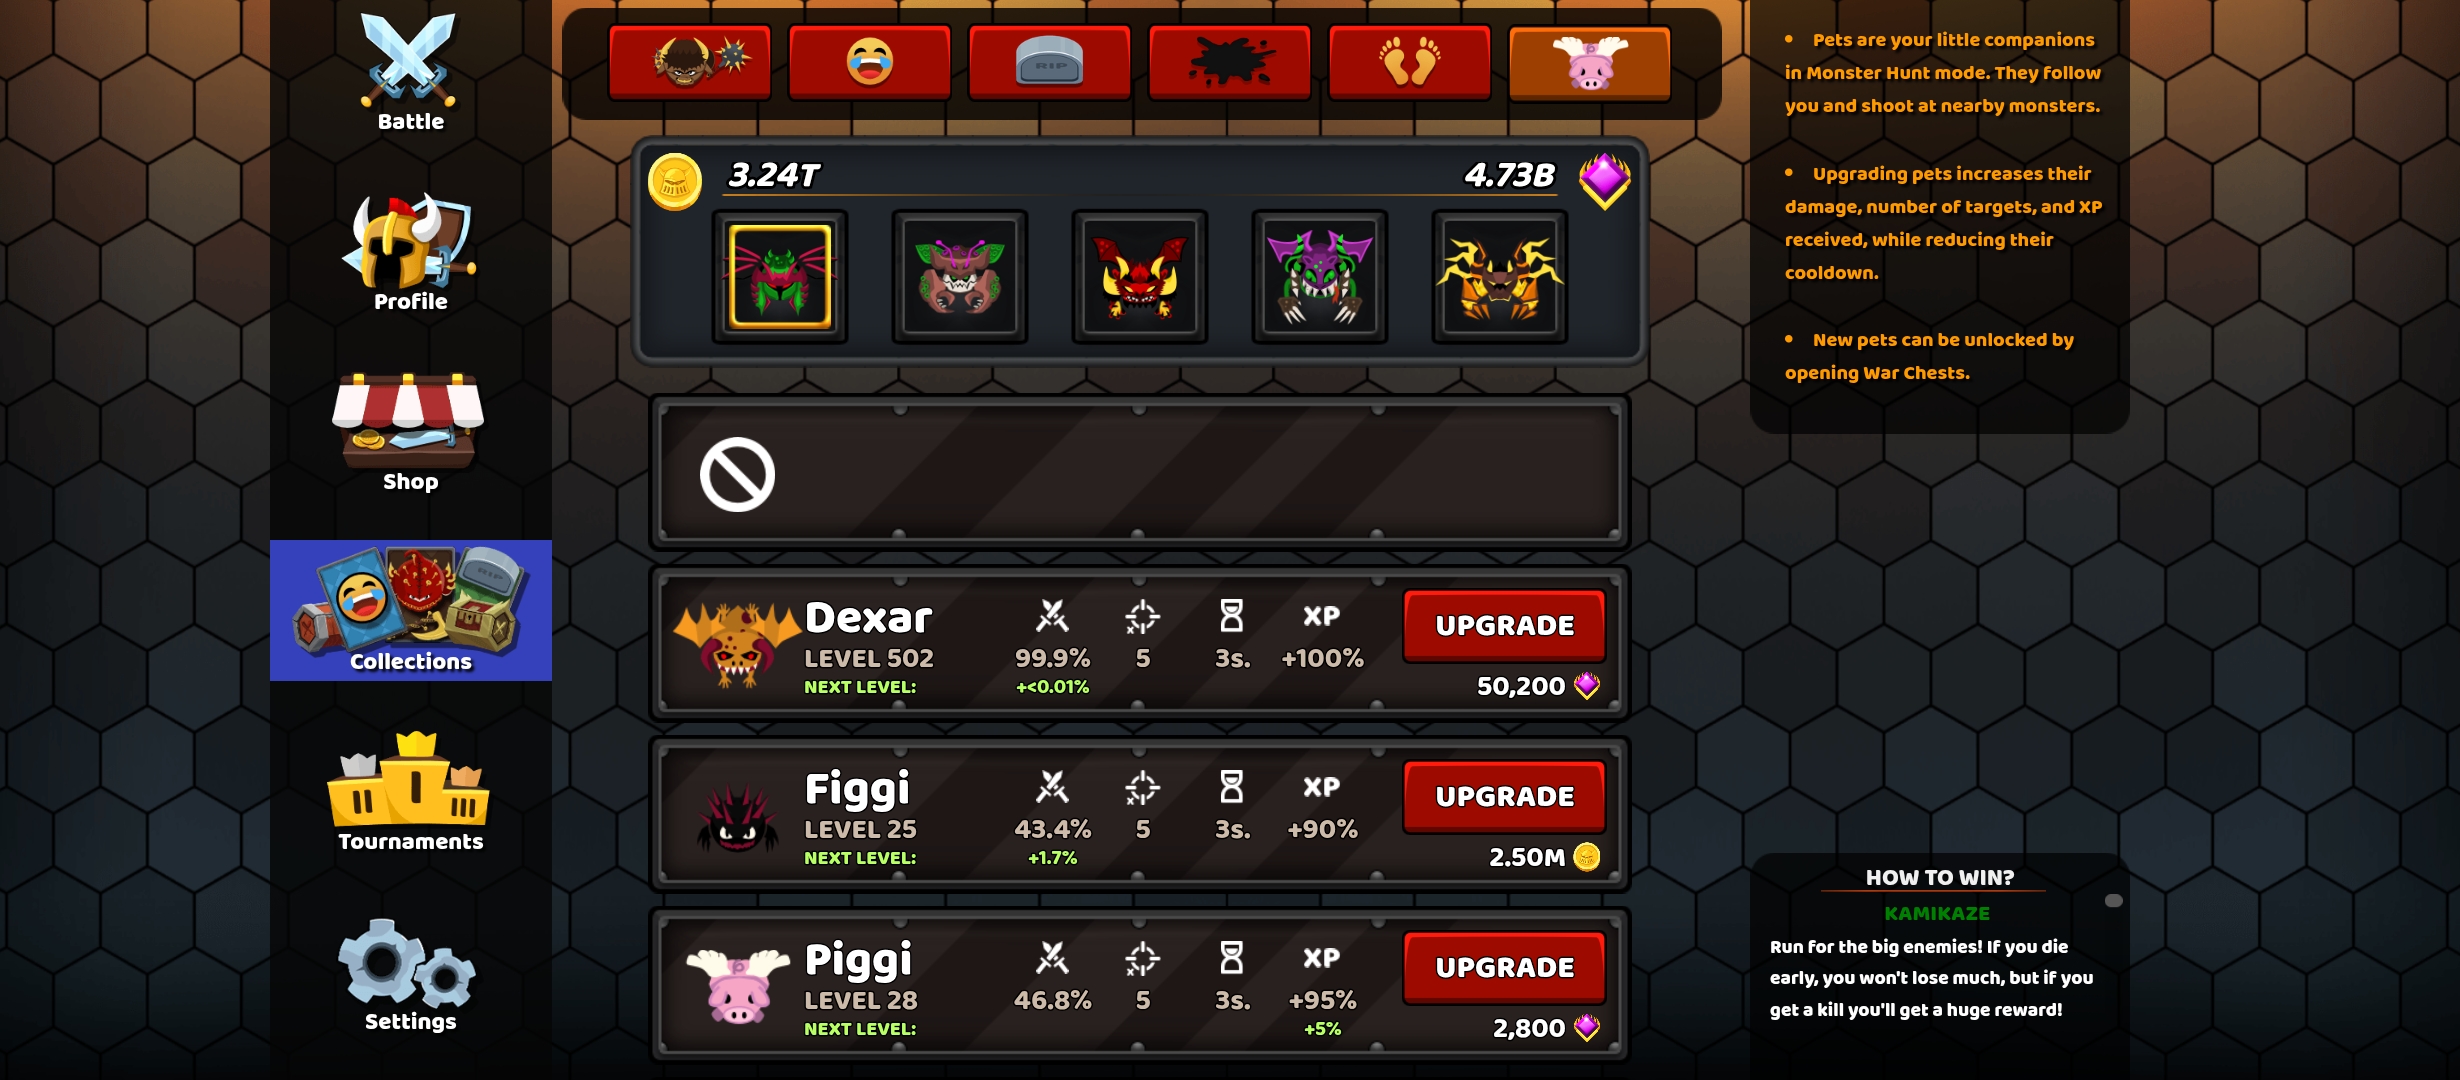 Battle
Profile
Shop
Collections
Tournaments
Settings
RIP
3.24T
4.73B
Dexar
LEVEL 502
NEXT LEVEL:
99.9%
+<0.01%
5
3s.
XP
+100%
UPGRADE
50,200
Figgi
LEVEL 25
NEXT LEVEL:
43.4%
+1.7%
5
3s.
XP
+90%
UPGRADE
2.50M
Piggi
LEVEL 28
NEXT LEVEL:
46.8%
5
3s.
XP
+95%
+5%
UPGRADE
2,800
• Pets are your little companions
in Monster Hunt mode. They follow
you and shoot at nearby monsters.
• Upgrading pets increases their
damage, number of targets, and XP
received, while reducing their
cooldown.
• New pets can be unlocked by
opening War Chests.
HOW TO WIN?
KAMIKAZE
Run for the big enemies! If you die
early, you won't lose much, but if you
get a kill you'll get a huge reward!